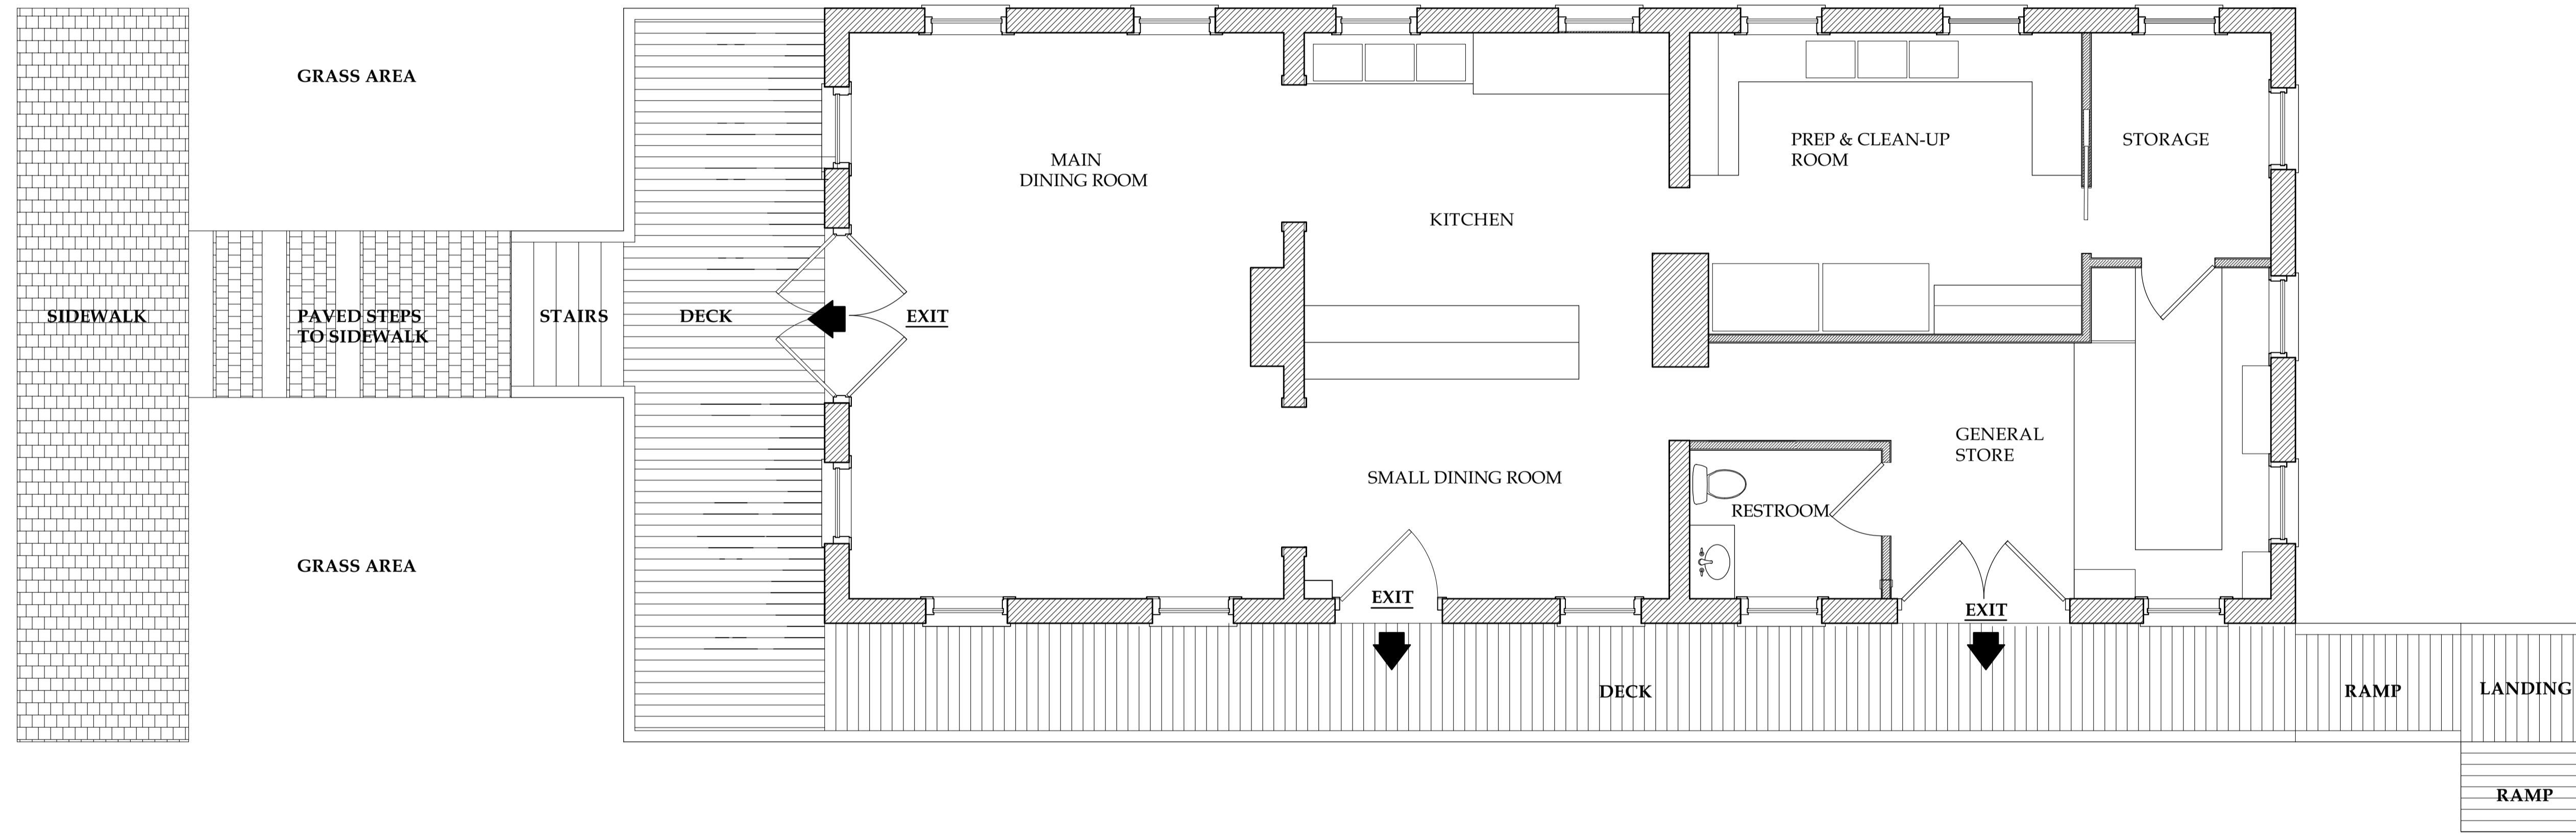 GRASS AREA
MAIN
DINING ROOM
KITCHEN
PREP & CLEAN-UP
ROOM
STORAGE
SIDEWALK
PAVED STEPS
TO SIDEWALK
STAIRS
DECK
EXIT
GENERAL
STORE
SMALL DINING ROOM
RESTROOM
GRASS AREA
EXIT
EXIT
DECK
RAMP
LANDING
RAMP